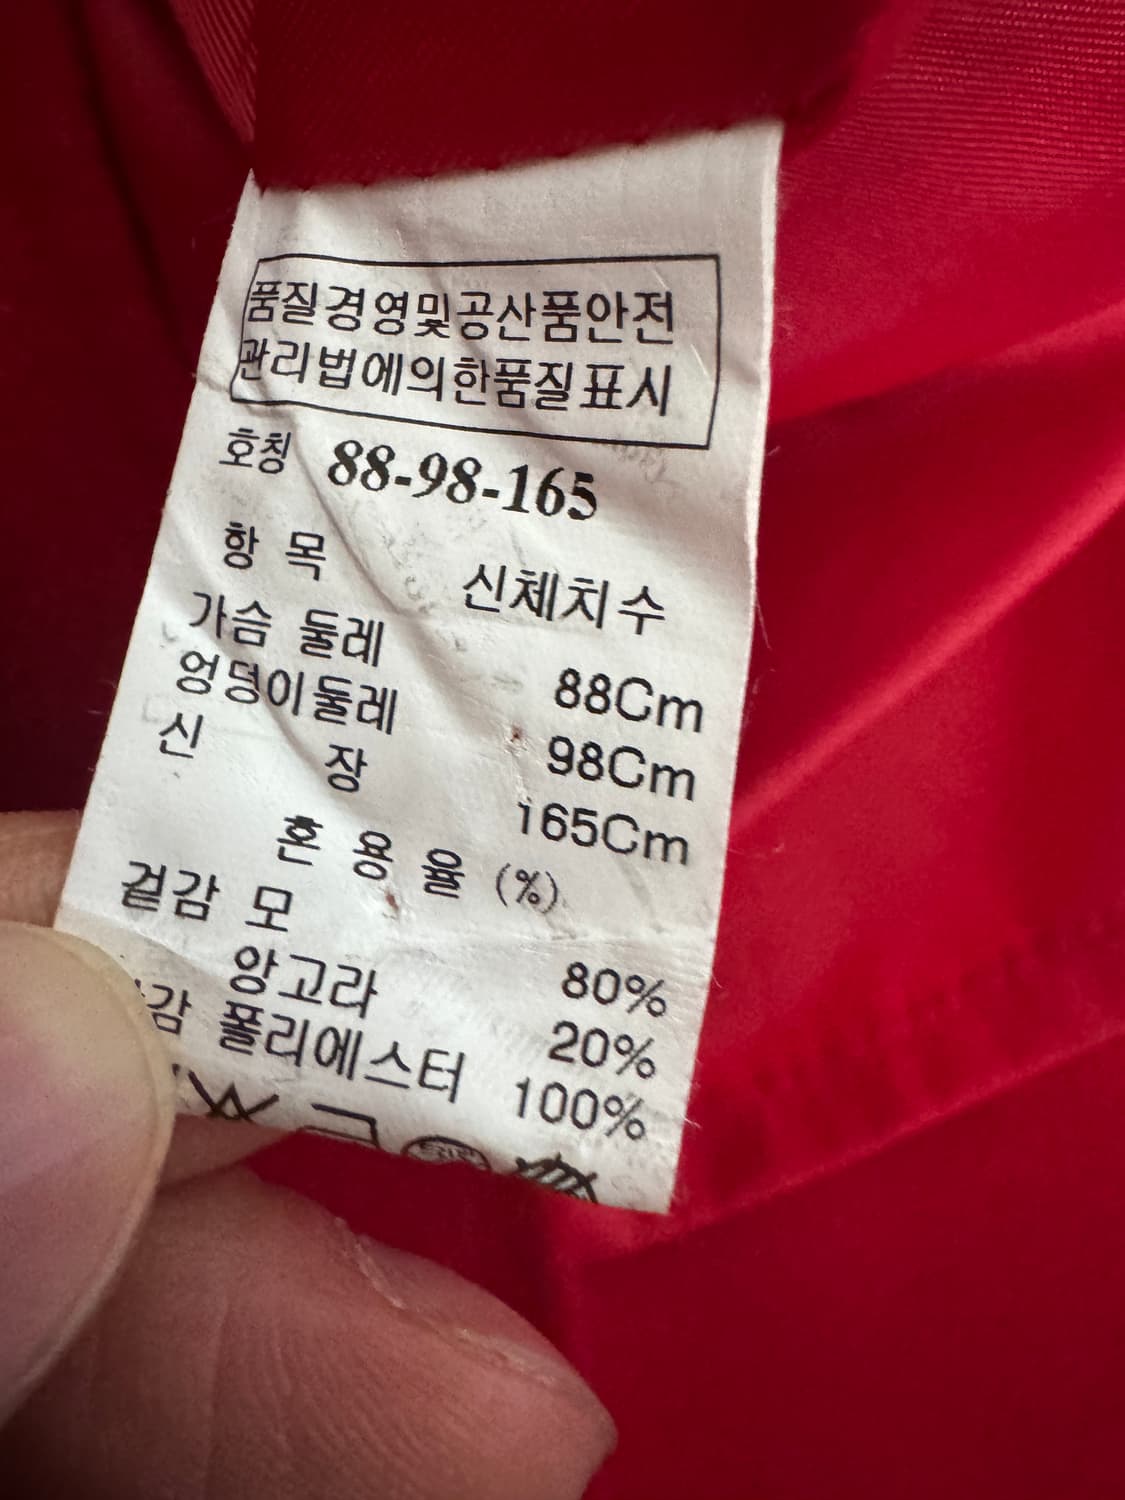 품질경영및공산품안전
관리법에의한품질표시
호칭 88-98-165
항 목 신체치수
가슴 둘레 88Cm
엉덩이둘레 98Cm
신 장 165Cm
혼 용 율 (%)
겉감 모 80%
앙고라 20%
감 폴리에스터 100%